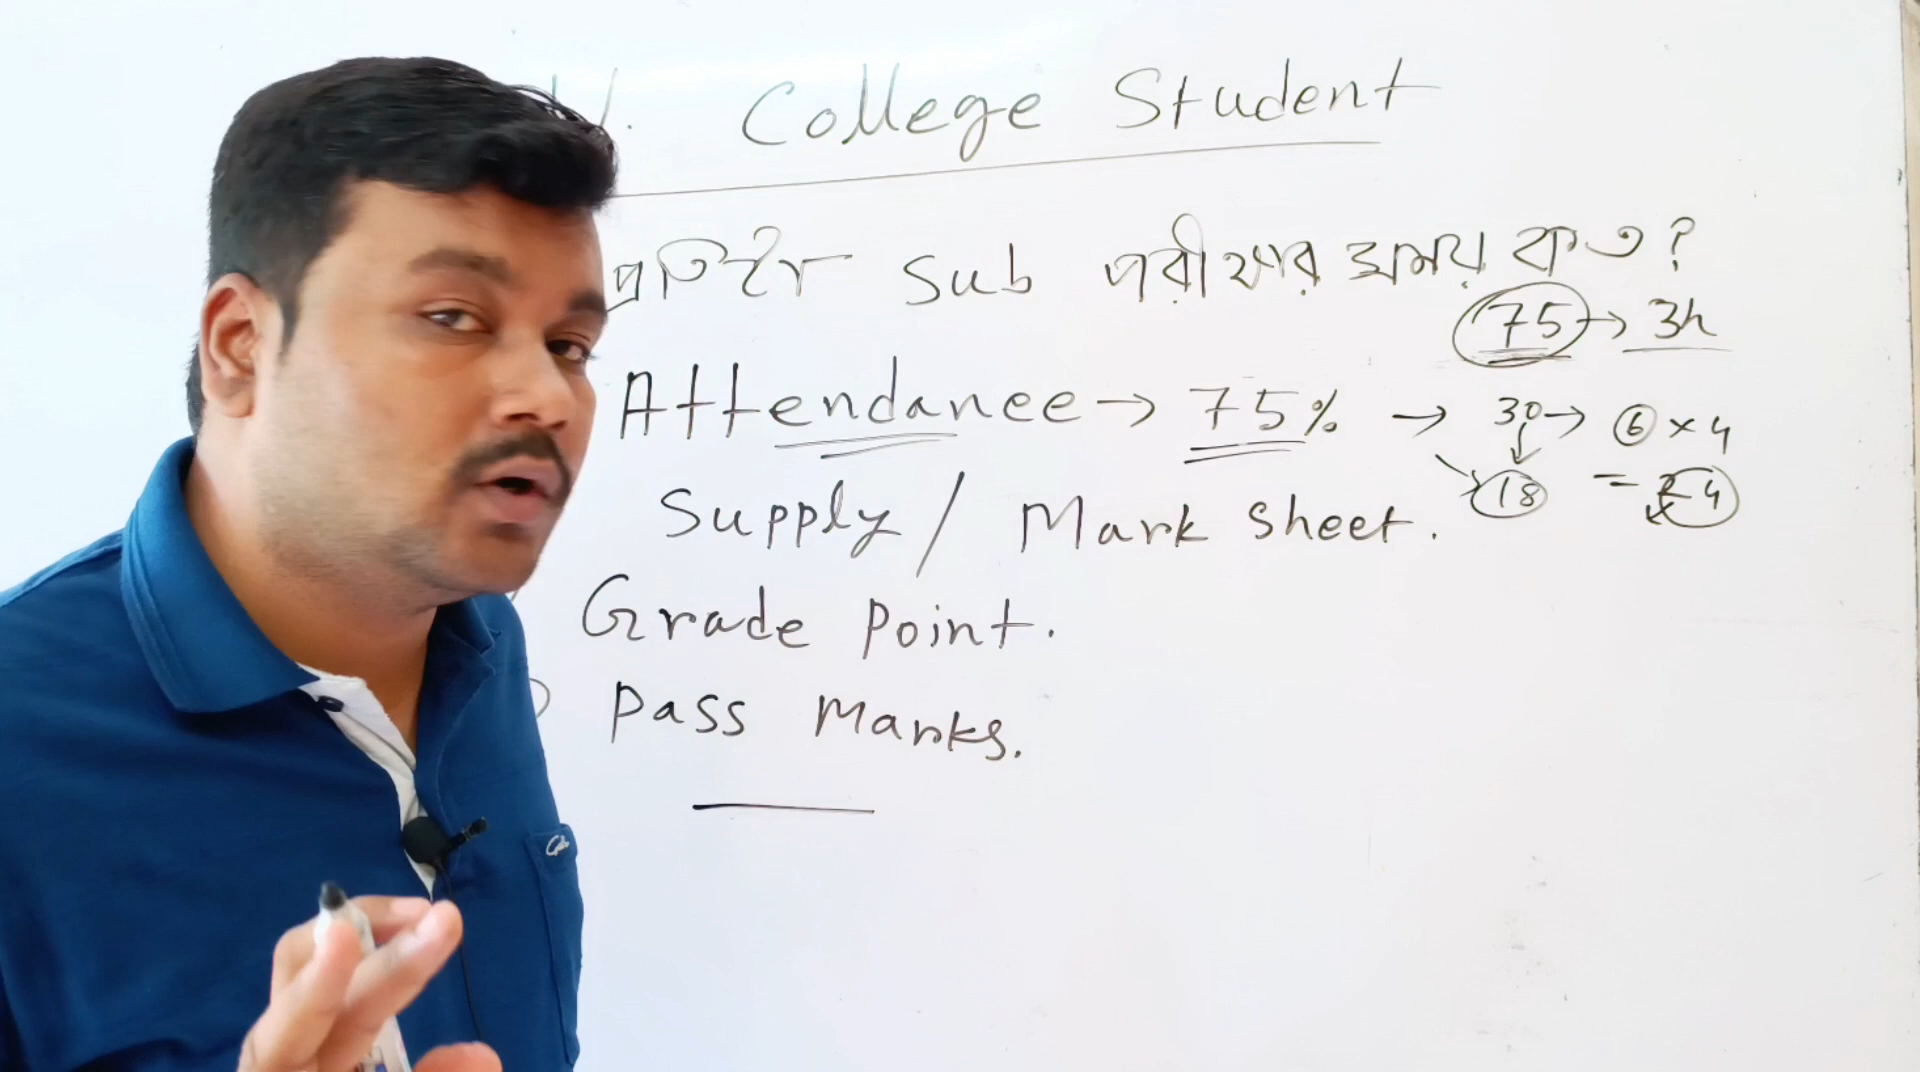 College Student
প্রতিটা Sub পরীক্ষার সময় কত?
75 → 3h
Attendance → 75% → 30 → 6 × 4
18 = 24
Supply / Mark Sheet.
Grade Point.
Pass Marks.